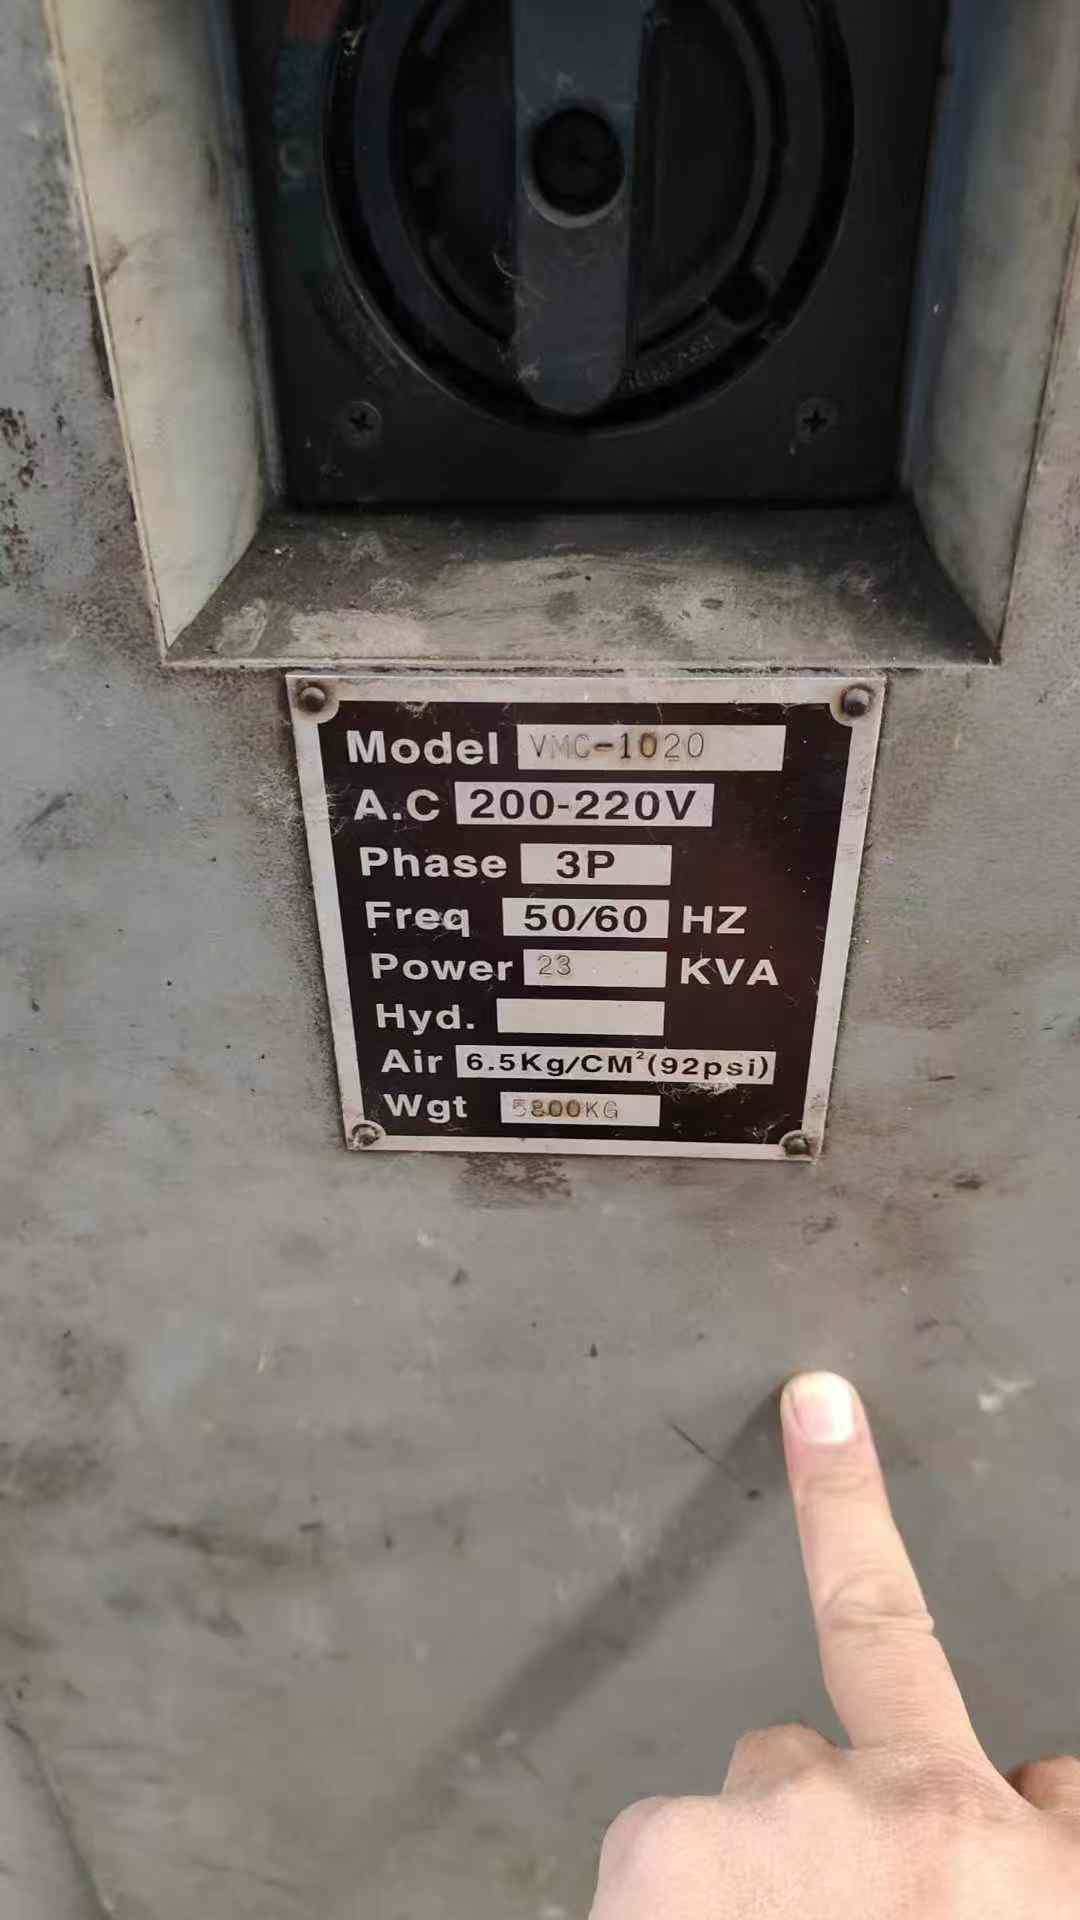 Model VMC-1020
A.C 200-220V
Phase 3P
Freq 50/60 HZ
Power 23 KVA
Hyd.
Air 6.5Kg/CM²(92psi)
Wgt 5800KG